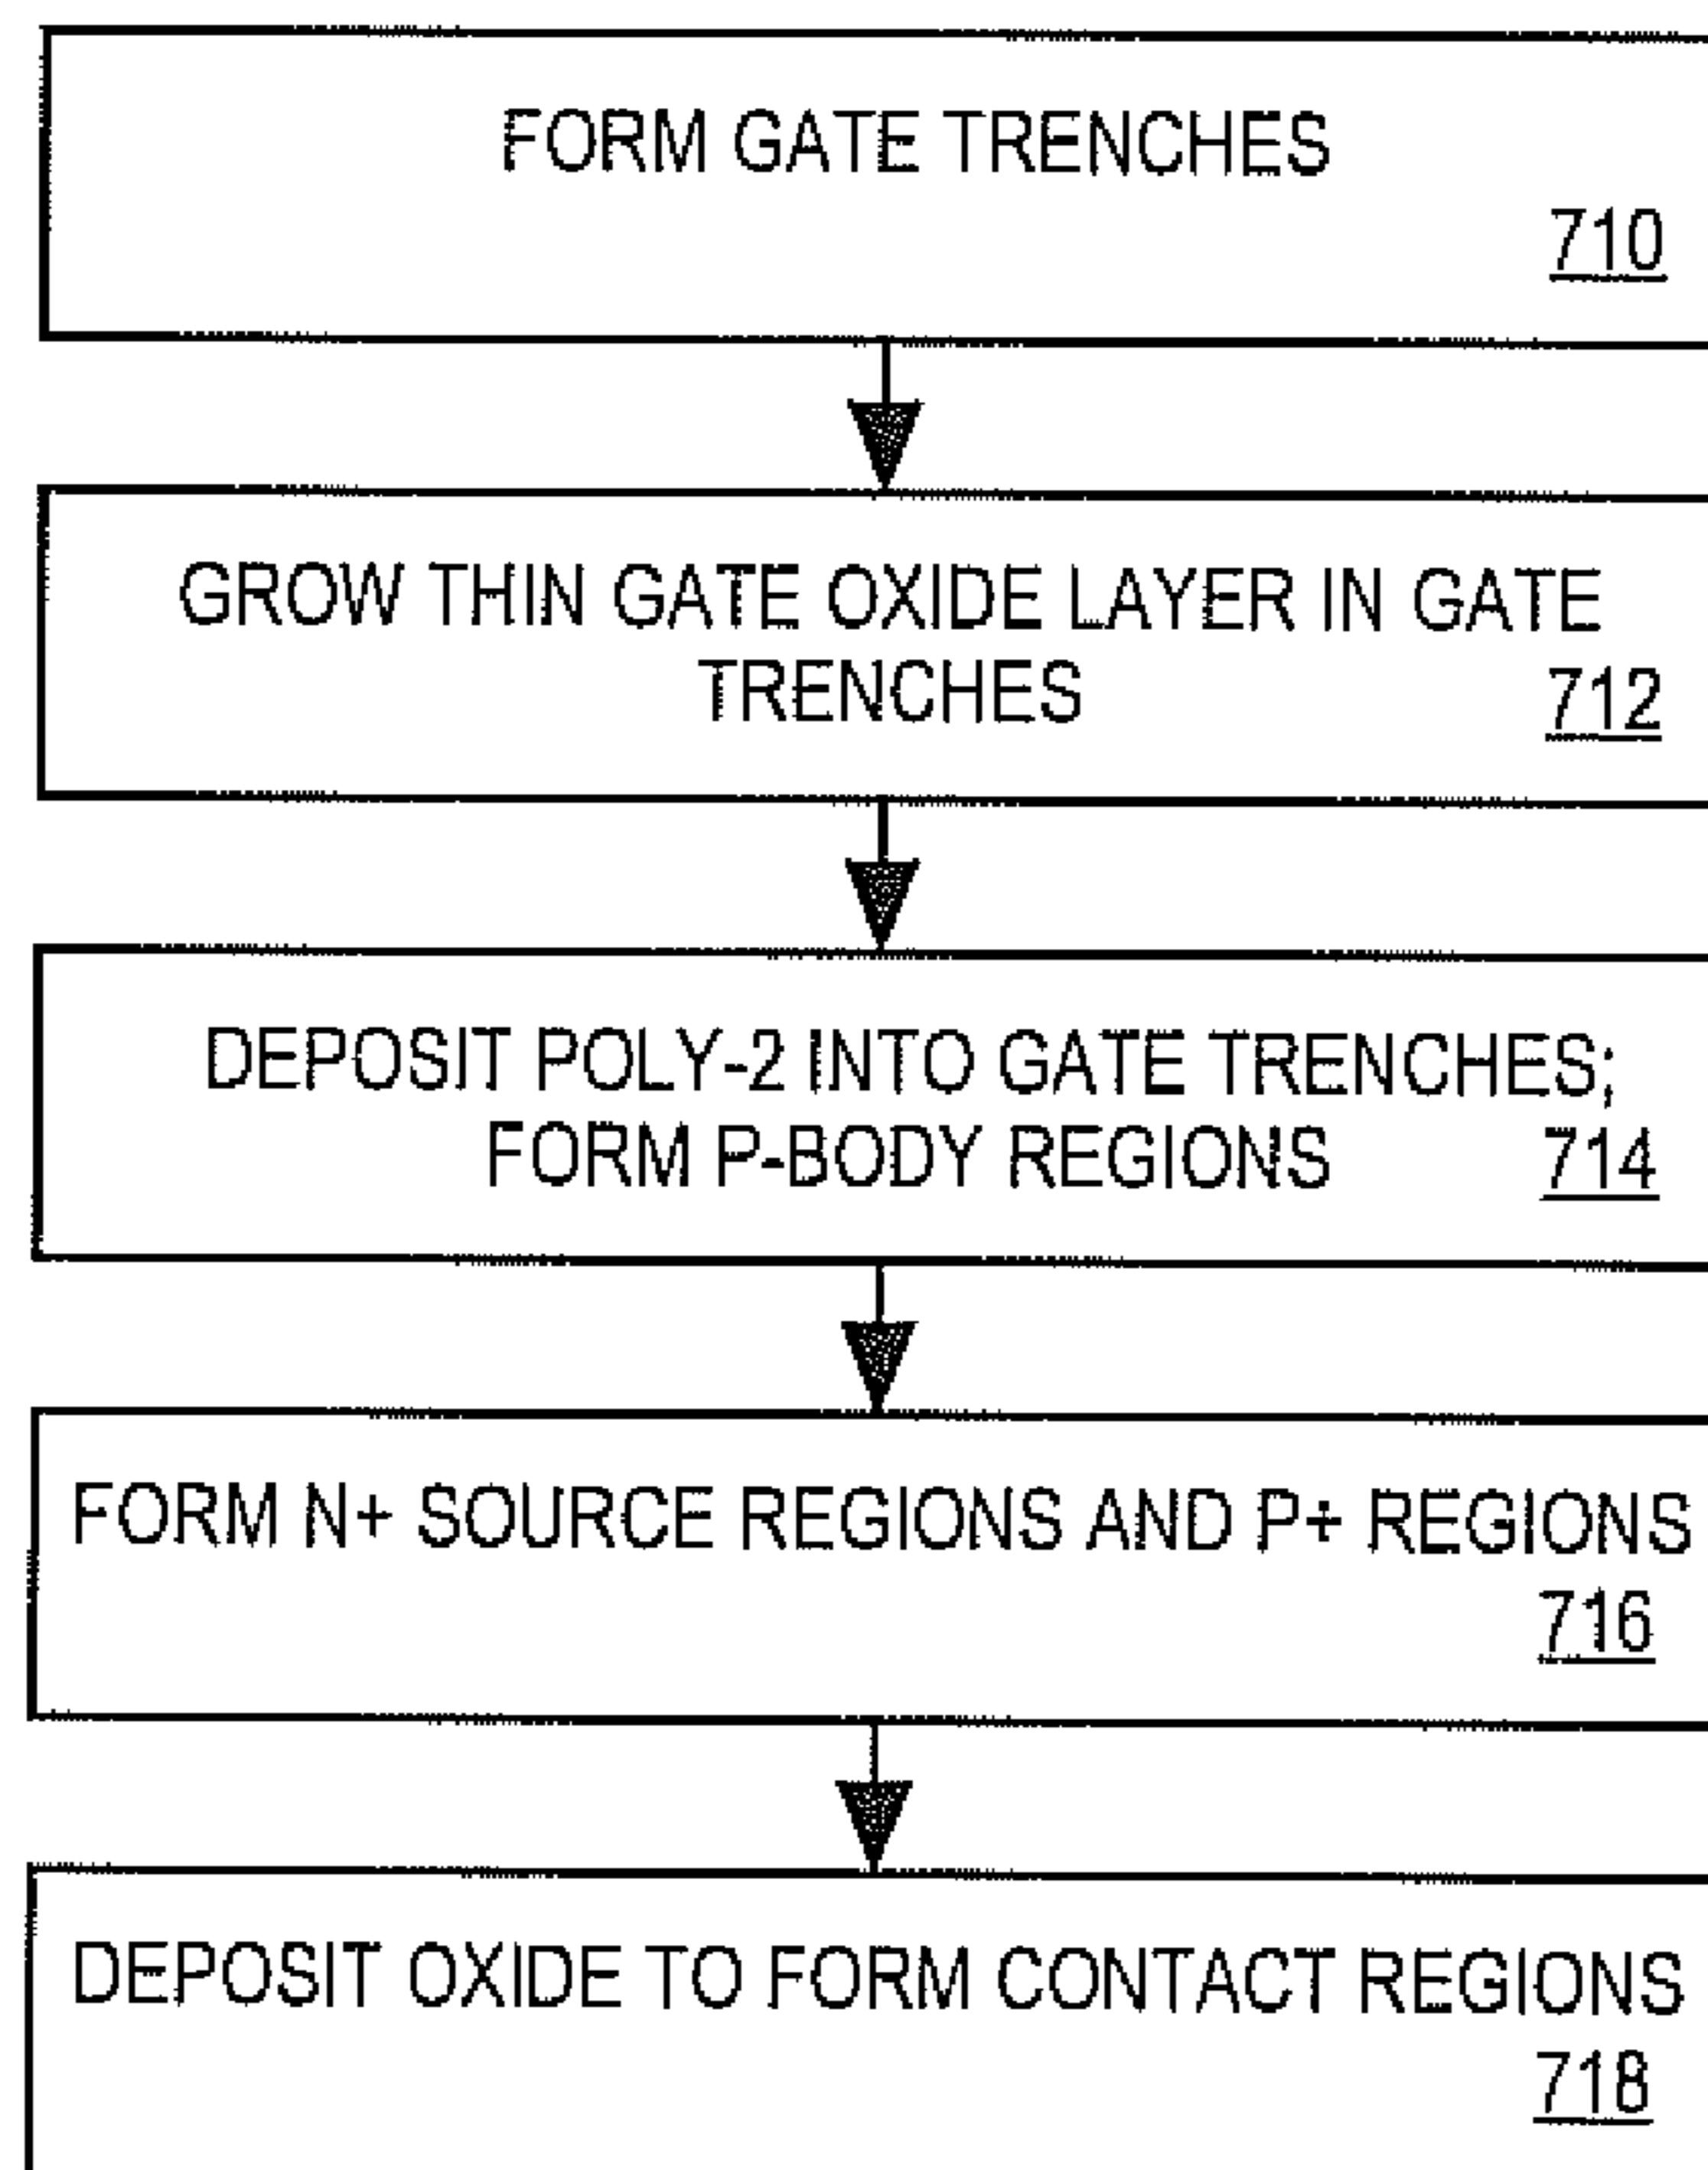 FORM GATE TRENCHES
710
GROW THIN GATE OXIDE LAYER IN GATE
TRENCHES 712
DEPOSIT POLY-2 INTO GATE TRENCHES;
FORM P-BODY REGIONS 714
FORM N+ SOURCE REGIONS AND P+ REGIONS
716
DEPOSIT OXIDE TO FORM CONTACT REGIONS
718